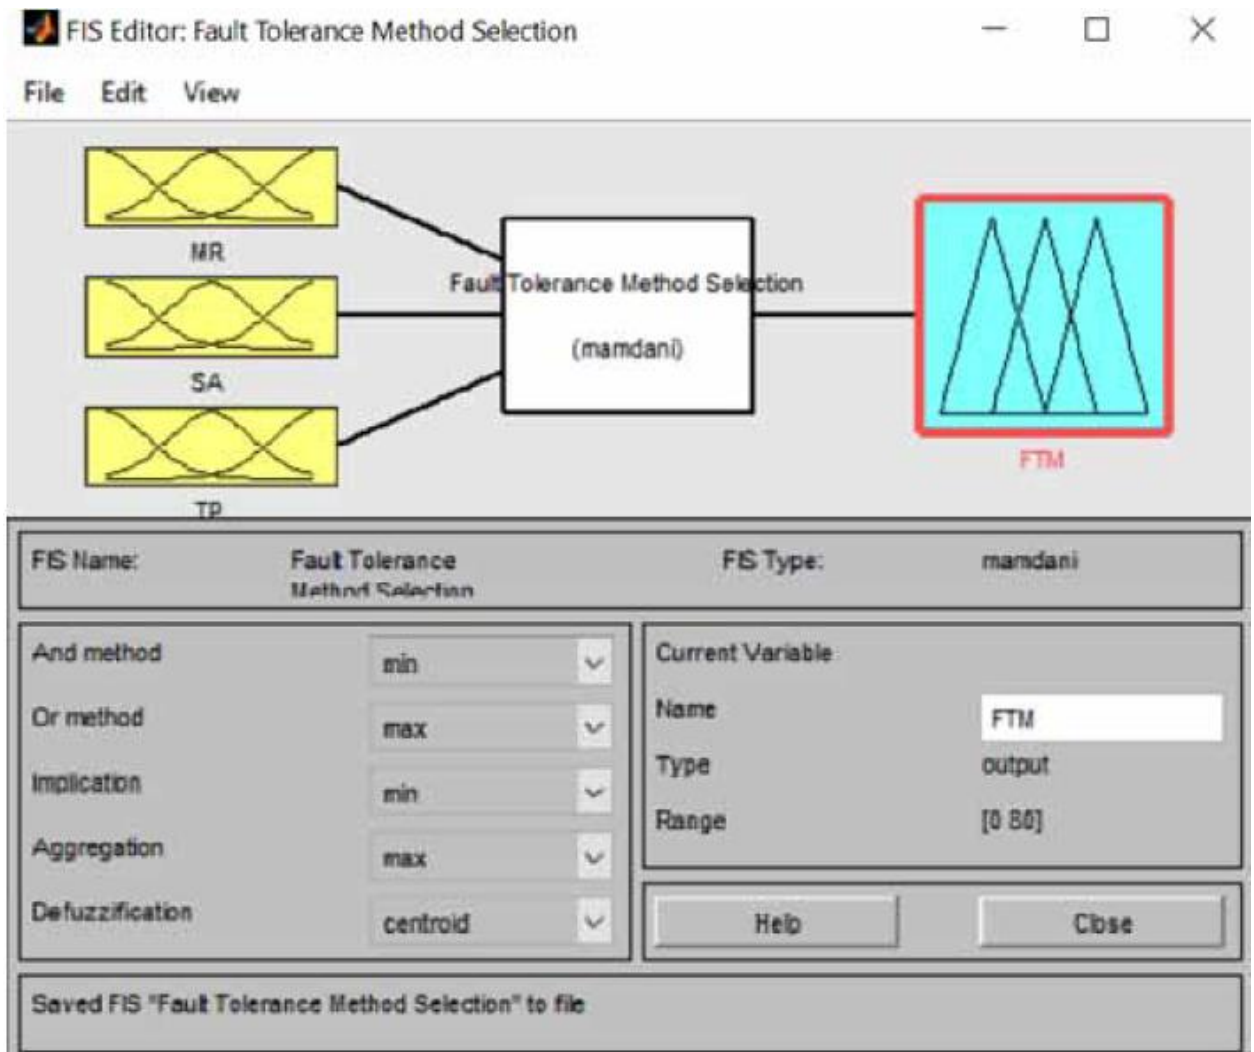 FIS Editor: Fault Tolerance Method Selection
File Edit View
MR
SA
TP
Fault Tolerance Method Selection
(mamdani)
FTM
FIS Name: Fault Tolerance FIS Type: mamdani
Method Selection
And method min
Or method max
Implication min
Aggregation max
Defuzzification centroid
Current Variable
Name FTM
Type output
Range [0 80]
Help Close
Saved FIS "Fault Tolerance Method Selection" to file